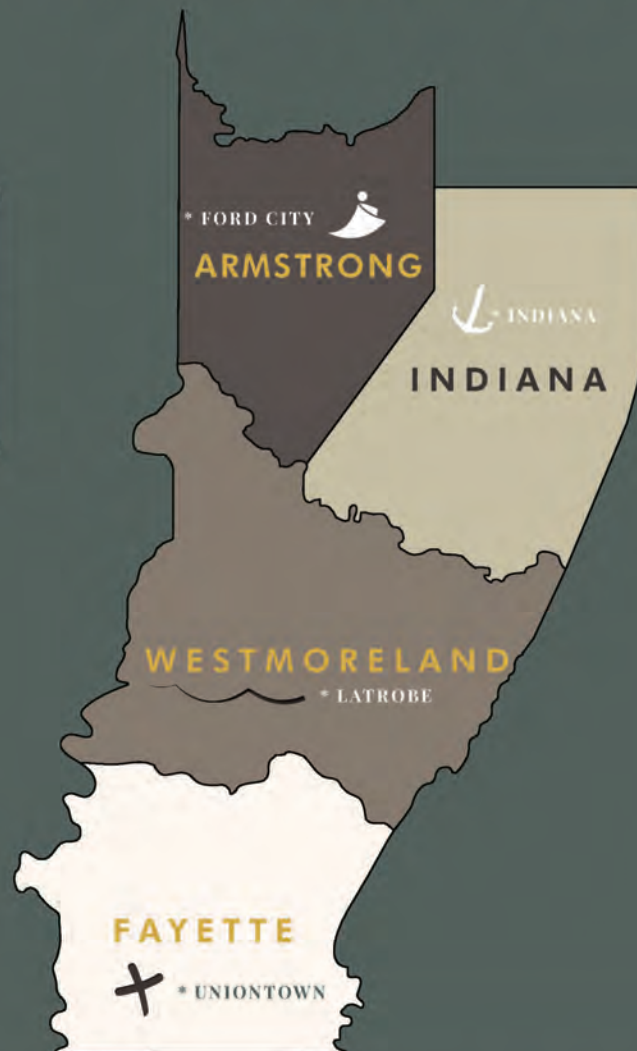 * FORD CITY
ARMSTRONG
* INDIANA
INDIANA
WESTMORELAND
* LATROBE
FAYETTE
* UNIONTOWN